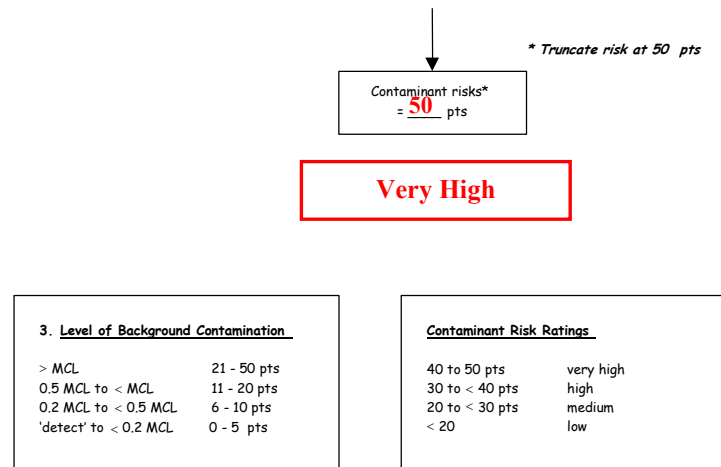 * Truncate risk at 50 pts
Contaminant risks*
= 50 pts
Very High
3. Level of Background Contamination
> MCL 21 - 50 pts
0.5 MCL to < MCL 11 - 20 pts
0.2 MCL to < 0.5 MCL 6 - 10 pts
‘detect’ to < 0.2 MCL 0 - 5 pts
Contaminant Risk Ratings
40 to 50 pts very high
30 to < 40 pts high
20 to < 30 pts medium
< 20 low